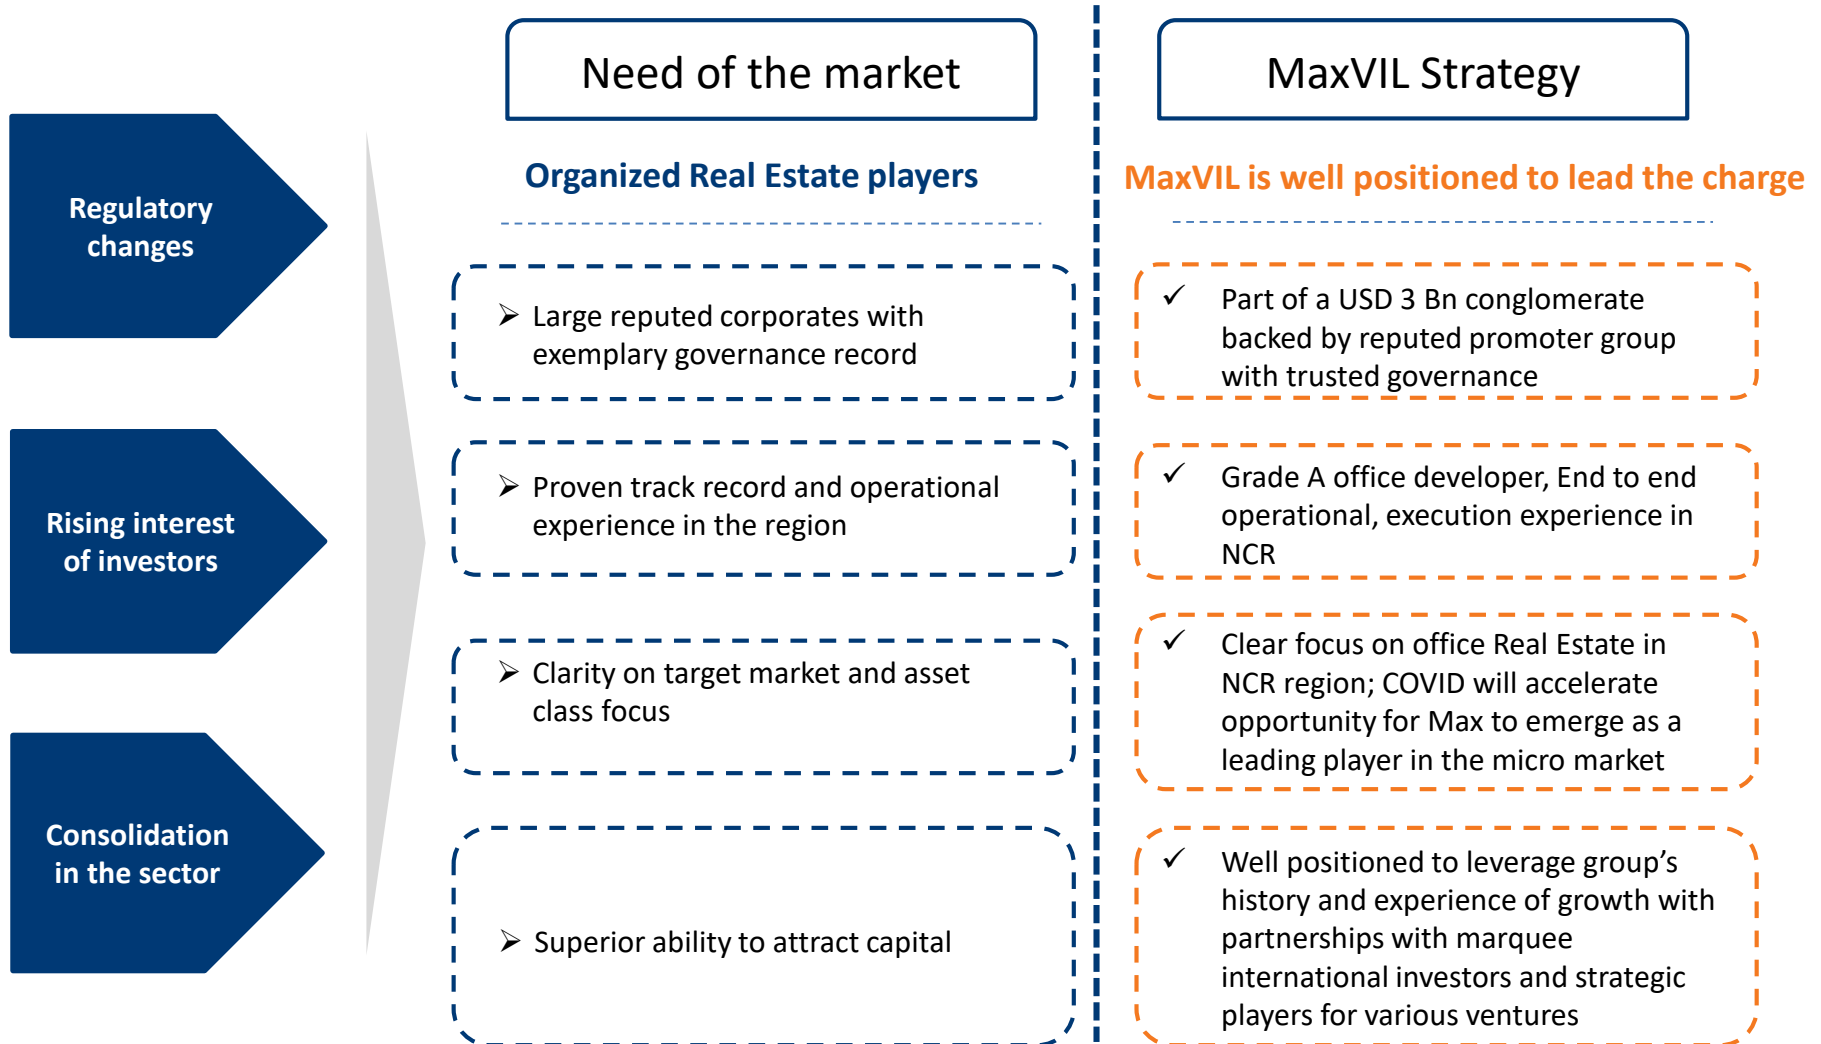 Regulatory
changes
Rising interest
of investors
Consolidation
in the sector
Need of the market
Organized Real Estate players
➢ Large reputed corporates with
exemplary governance record
➢ Proven track record and operational
experience in the region
➢ Clarity on target market and asset
class focus
➢ Superior ability to attract capital
MaxVIL Strategy
MaxVIL is well positioned to lead the charge
✓ Part of a USD 3 Bn conglomerate
backed by reputed promoter group
with trusted governance
✓ Grade A office developer, End to end
operational, execution experience in
NCR
✓ Clear focus on office Real Estate in
NCR region; COVID will accelerate
opportunity for Max to emerge as a
leading player in the micro market
✓ Well positioned to leverage group’s
history and experience of growth with
partnerships with marquee
international investors and strategic
players for various ventures